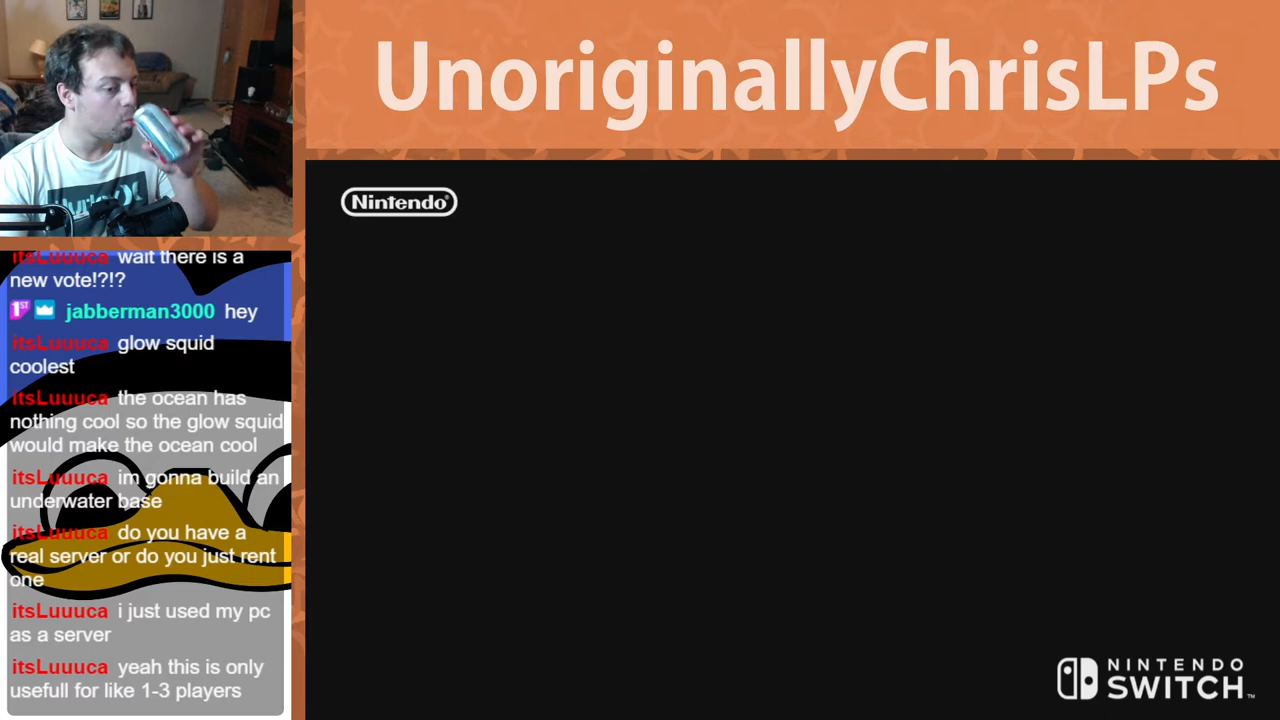 UnoriginallyChrisLPs
Nintendo
itsLuuuca wait there is a
new vote!?!?
1ST jabberman3000 hey
itsLuuuca glow squid
coolest
itsLuuuca the ocean has
nothing cool so the glow squid
would make the ocean cool
itsLuuuca im gonna build an
underwater base
itsLuuuca do you have a
real server or do you just rent
one
itsLuuuca i just used my pc
as a server
itsLuuuca yeah this is only
usefull for like 1-3 players
NINTENDO
SWITCH™